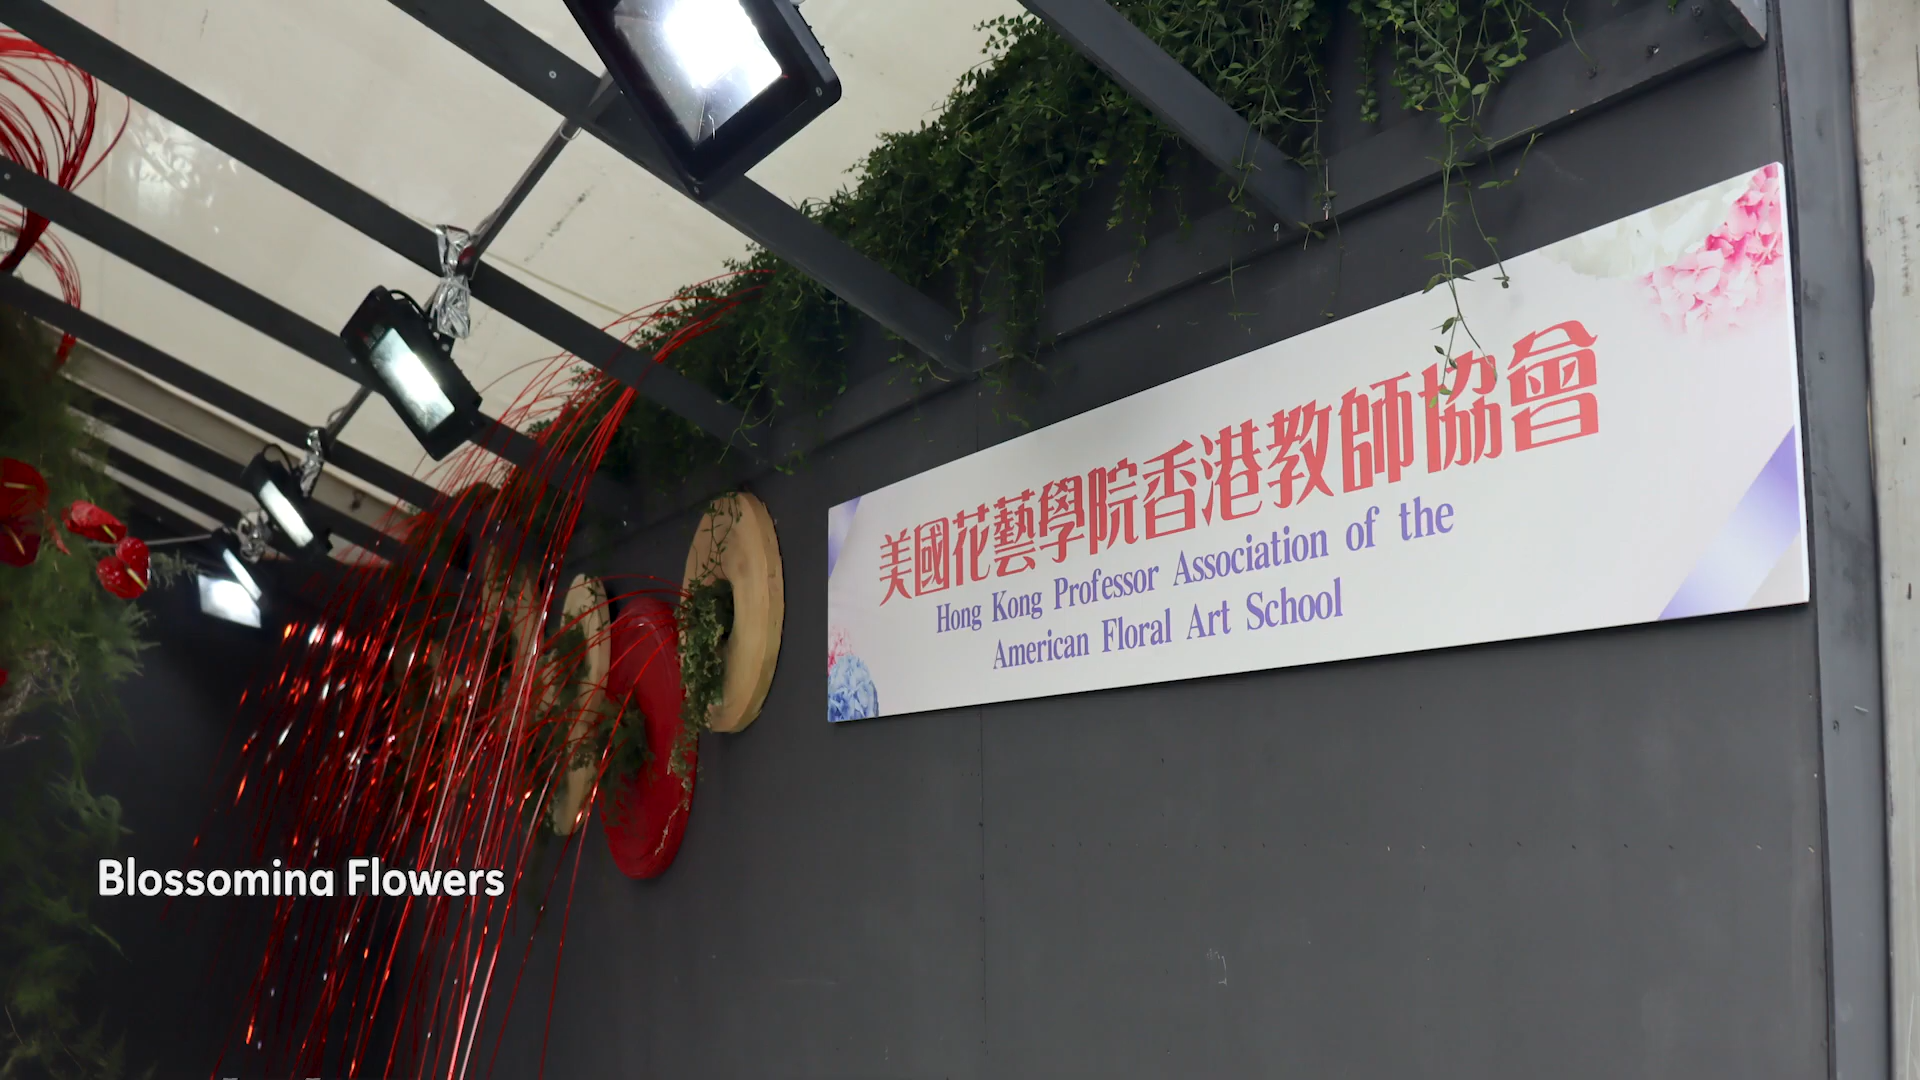 美國花藝學院香港教師協會
Hong Kong Professor Association of the
American Floral Art School
Blossoming Flowers